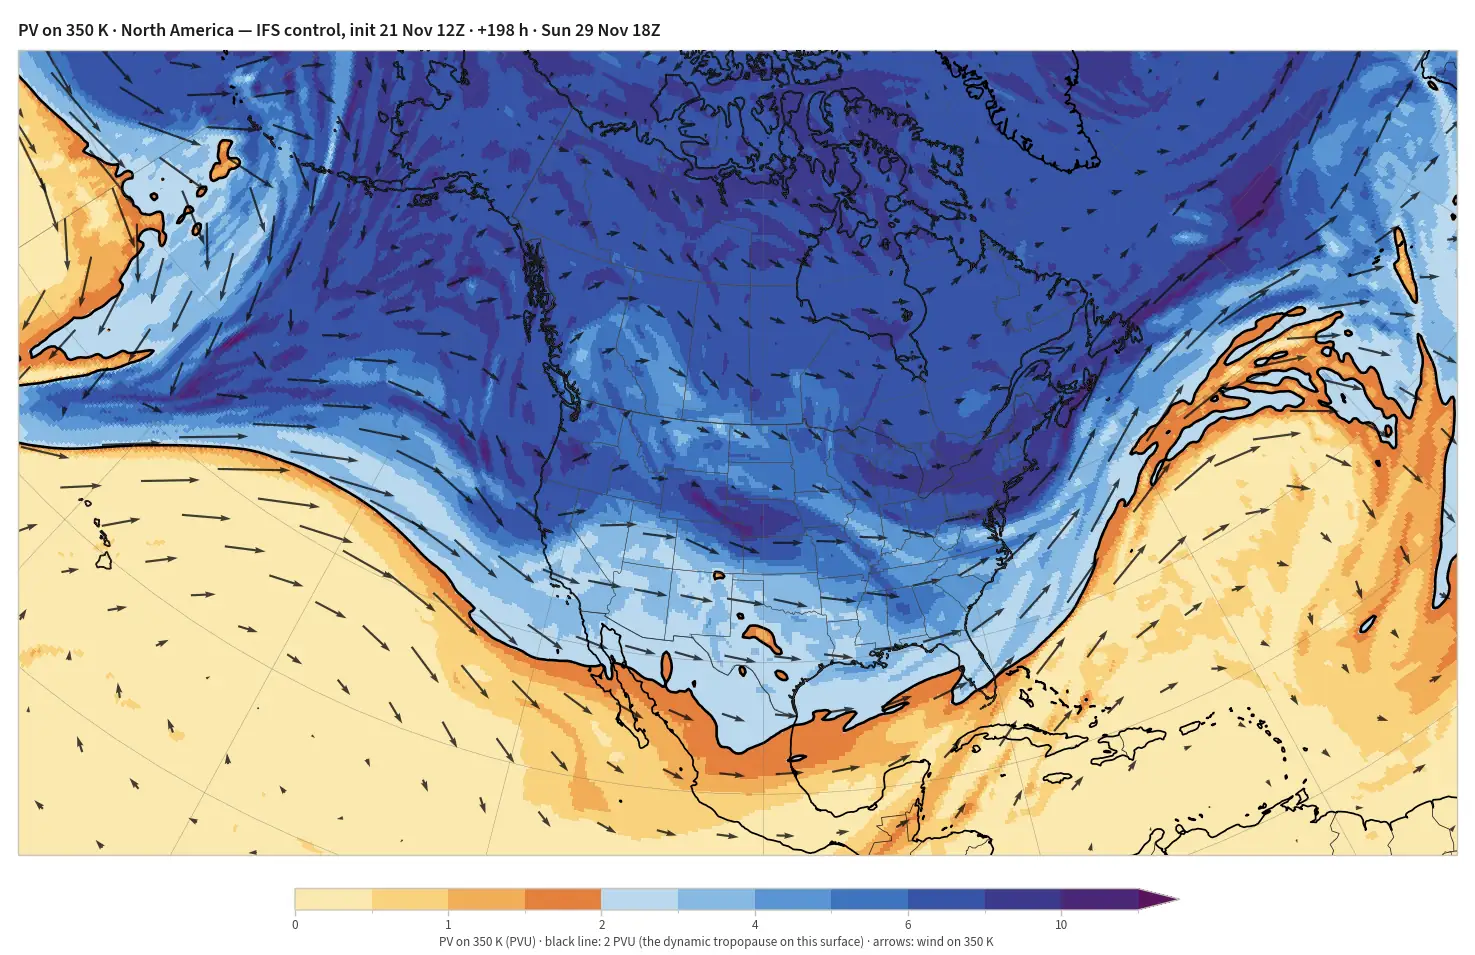 PV on 350 K · North America — IFS control, init 21 Nov 12Z · +198 h · Sun 29 Nov 18Z
0 1 2 4 6 10
PV on 350 K (PVU) · black line: 2 PVU (the dynamic tropopause on this surface) · arrows: wind on 350 K